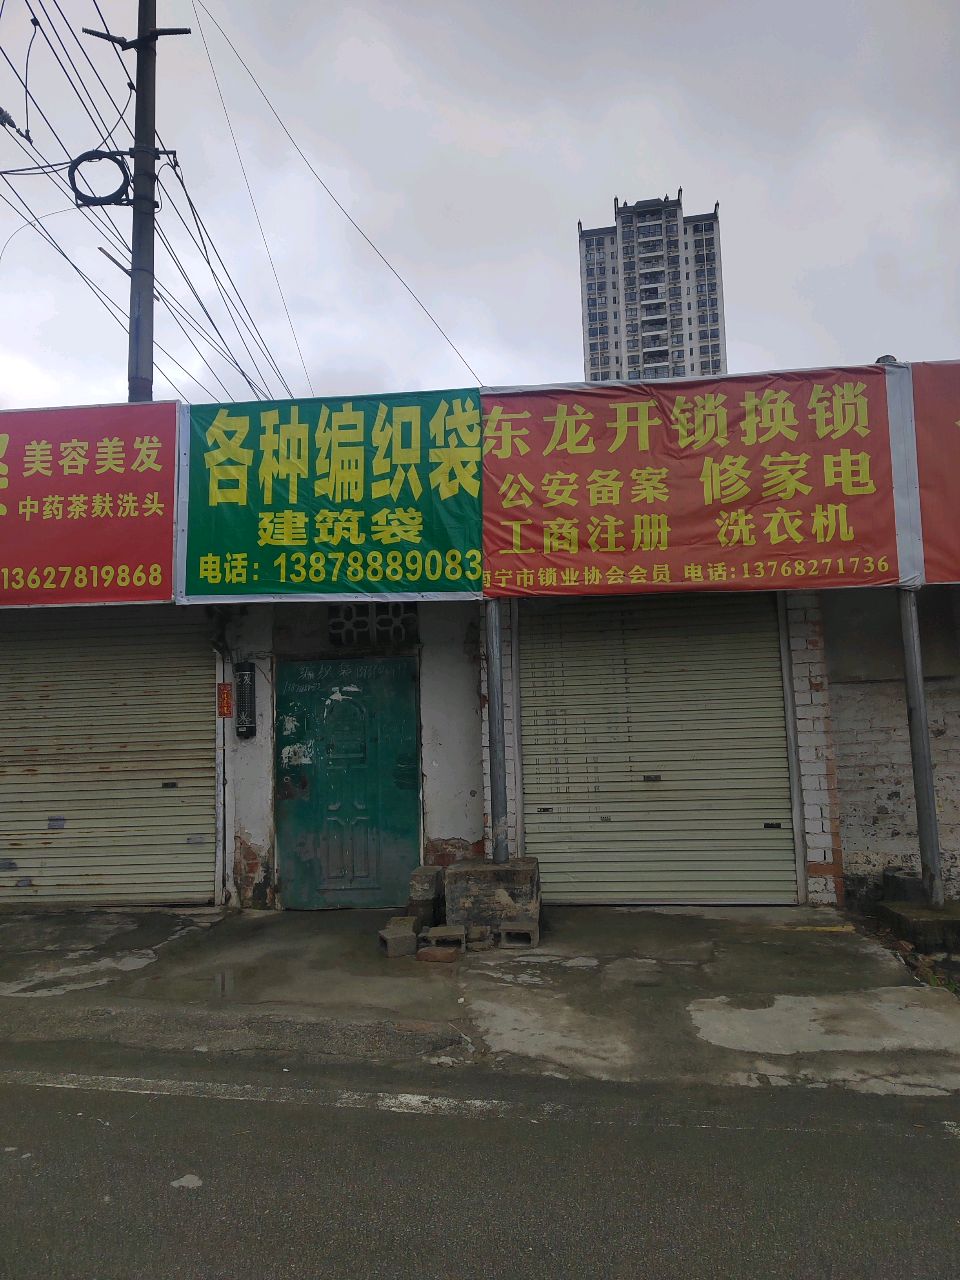 美容美发
中药茶麸洗头
13627819868
各种编织袋
建筑袋
电话：13878889083
东龙开锁换锁
公安备案 修家电
工商注册 洗衣机
南宁市锁业协会会员 电话:13768271736